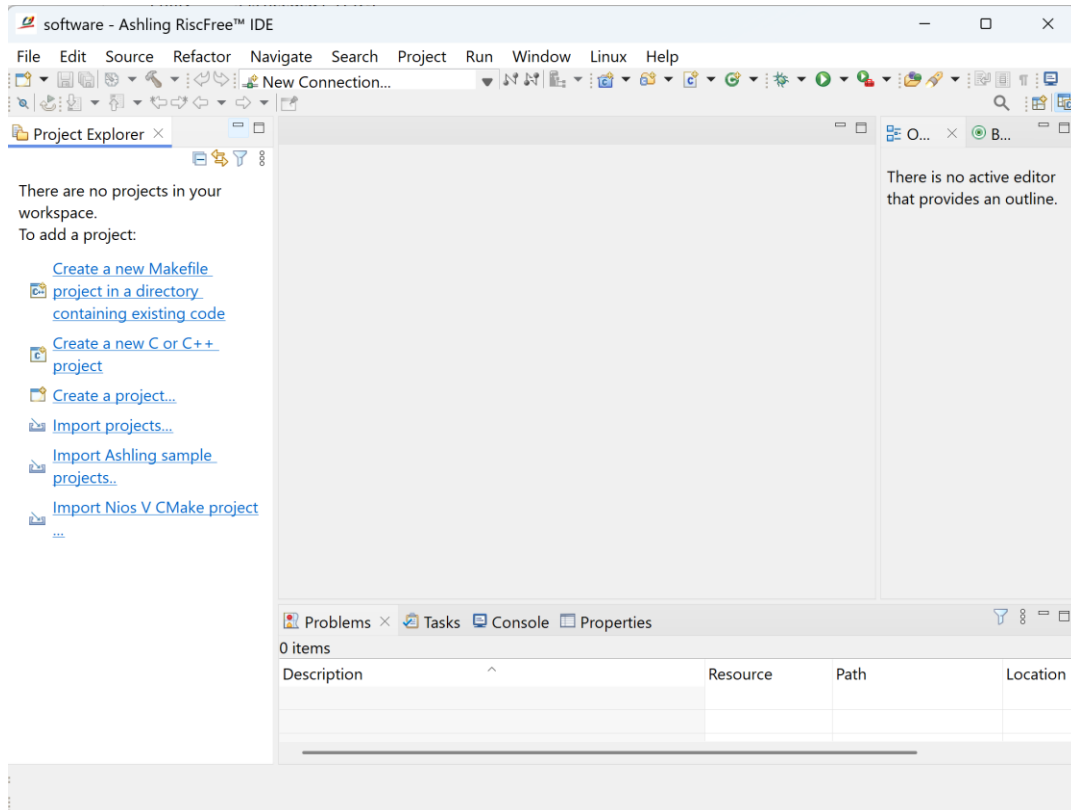 software - Ashling RiscFree™ IDE
File Edit Source Refactor Navigate Search Project Run Window Linux Help
New Connection...
Project Explorer
O...
B...
There are no projects in your
workspace.
To add a project:
Create a new Makefile
project in a directory
containing existing code
Create a new C or C++
project
Create a project...
Import projects...
Import Ashling sample
projects..
Import Nios V CMake project
...
There is no active editor
that provides an outline.
Problems Tasks Console Properties
0 items
Description Resource Path Location